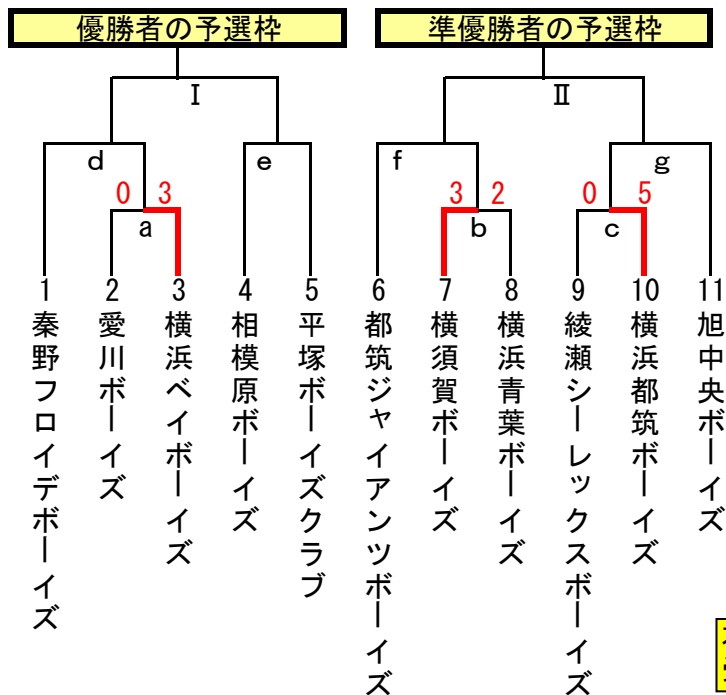 優勝者の予選枠 準優勝者の予選枠
Ⅰ Ⅱ
d e f g
0 3 3 2 0 5
a b c
1 2 3 4 5 6 7 8 9 10 11
秦野フロイデボーイズ
愛川ボーイズ
横浜ベイボーイズ
相模原ボーイズ
平塚ボーイズクラブ
都筑ジャイアンツボーイズ
横須賀ボーイズ
横浜青葉ボーイズ
綾瀬シーレックスボーイズ
横浜都筑ボーイズ
旭中央ボーイズ